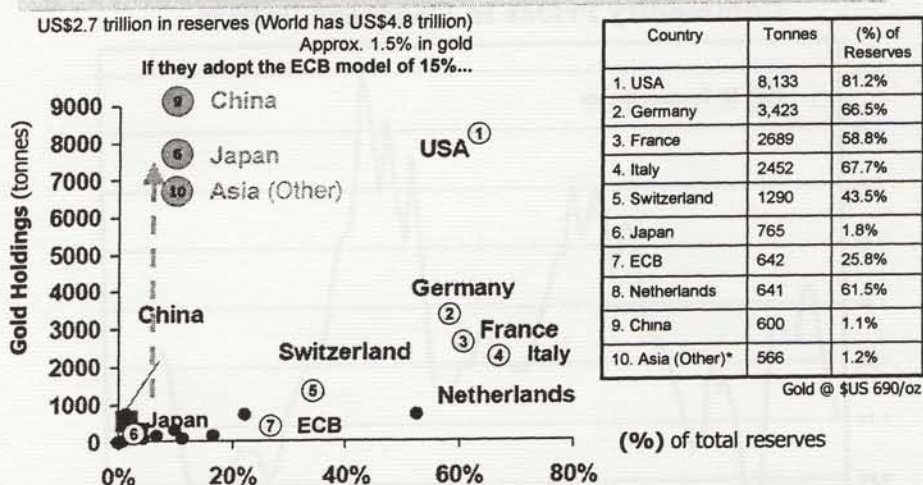 US$2.7 trillion in reserves (World has US$4.8 trillion)
Approx. 1.5% in gold
If they adopt the ECB model of 15%...
Gold Holdings (tonnes)
9000
8000
7000
6000
5000
4000
3000
2000
1000
0
0%
20%
40%
60%
80%
(%) of total reserves
9 China
6 Japan
10 Asia (Other)
USA 1
China
Germany
2
3 France
4 Italy
Switzerland
5
Netherlands
6 Japan
7 ECB
Country Tonnes (%) of
Reserves
1. USA 8,133 81.2%
2. Germany 3,423 66.5%
3. France 2689 58.8%
4. Italy 2452 67.7%
5. Switzerland 1290 43.5%
6. Japan 765 1.8%
7. ECB 642 25.8%
8. Netherlands 641 61.5%
9. China 600 1.1%
10. Asia (Other)* 566 1.2%
Gold @ $US 690/oz